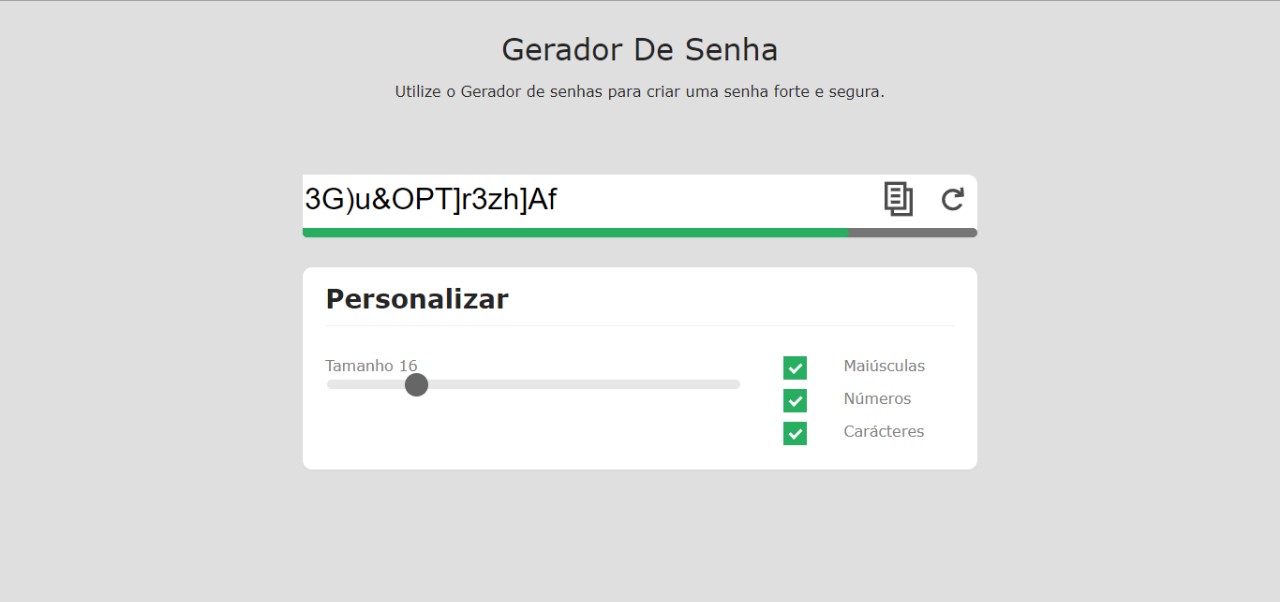 Gerador De Senha
Utilize o Gerador de senhas para criar uma senha forte e segura.
3G)u&OPT]r3zh]Af
Personalizar
Tamanho 16
Maiúsculas
Números
Carácteres